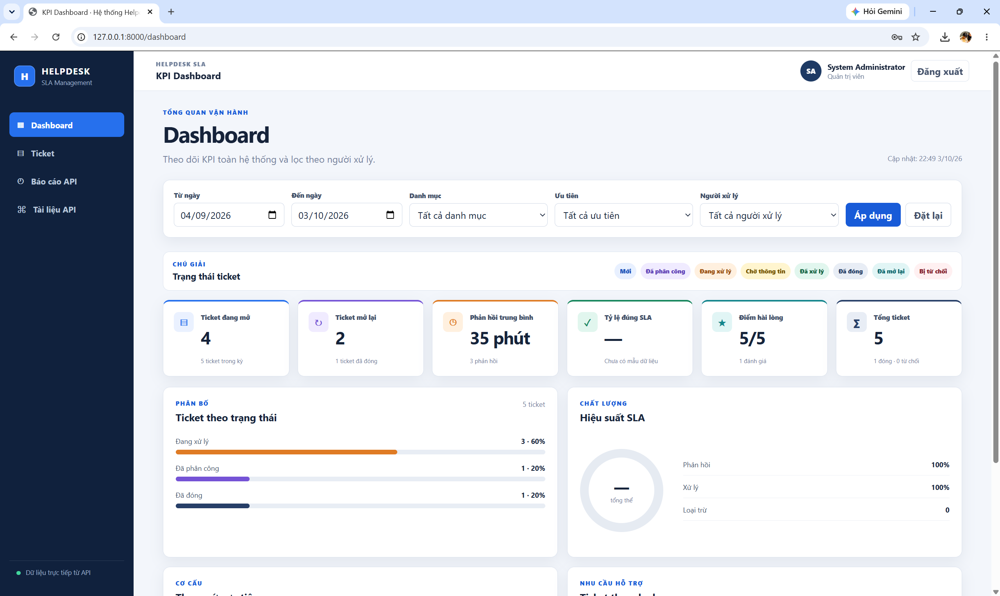 KPI Dashboard · Hệ thống Help
Hỏi Gemini
127.0.0.1:8000/dashboard
H
HELPDESK
SLA Management
Dashboard
Ticket
Báo cáo API
Tài liệu API
Dữ liệu trực tiếp từ API
HELPDESK SLA
KPI Dashboard
SA
System Administrator
Quản trị viên
Đăng xuất
TỔNG QUAN VẬN HÀNH
Dashboard
Theo dõi KPI toàn hệ thống và lọc theo người xử lý.
Cập nhật: 22:49 3/10/26
Từ ngày
Đến ngày
Danh mục
Ưu tiên
Người xử lý
04/09/2026
03/10/2026
Tất cả danh mục
Tất cả ưu tiên
Tất cả người xử lý
Áp dụng
Đặt lại
CHÚ GIẢI
Trạng thái ticket
Mới
Đã phân công
Đang xử lý
Chờ thông tin
Đã xử lý
Đã đóng
Đã mở lại
Bị từ chối
Ticket đang mở
4
5 ticket trong kỳ
Ticket mở lại
2
1 ticket đã đóng
Phản hồi trung bình
35 phút
3 phản hồi
Tỷ lệ đúng SLA
—
Chưa có mẫu dữ liệu
Điểm hài lòng
5/5
1 đánh giá
Σ
Tổng ticket
5
1 đóng · 0 từ chối
PHÂN BỐ
5 ticket
Ticket theo trạng thái
Đang xử lý
3 · 60%
Đã phân công
1 · 20%
Đã đóng
1 · 20%
CHẤT LƯỢNG
Hiệu suất SLA
—
tổng thể
Phản hồi
100%
Xử lý
100%
Loại trừ
0
CƠ CẤU
NHU CẦU HỖ TRỢ